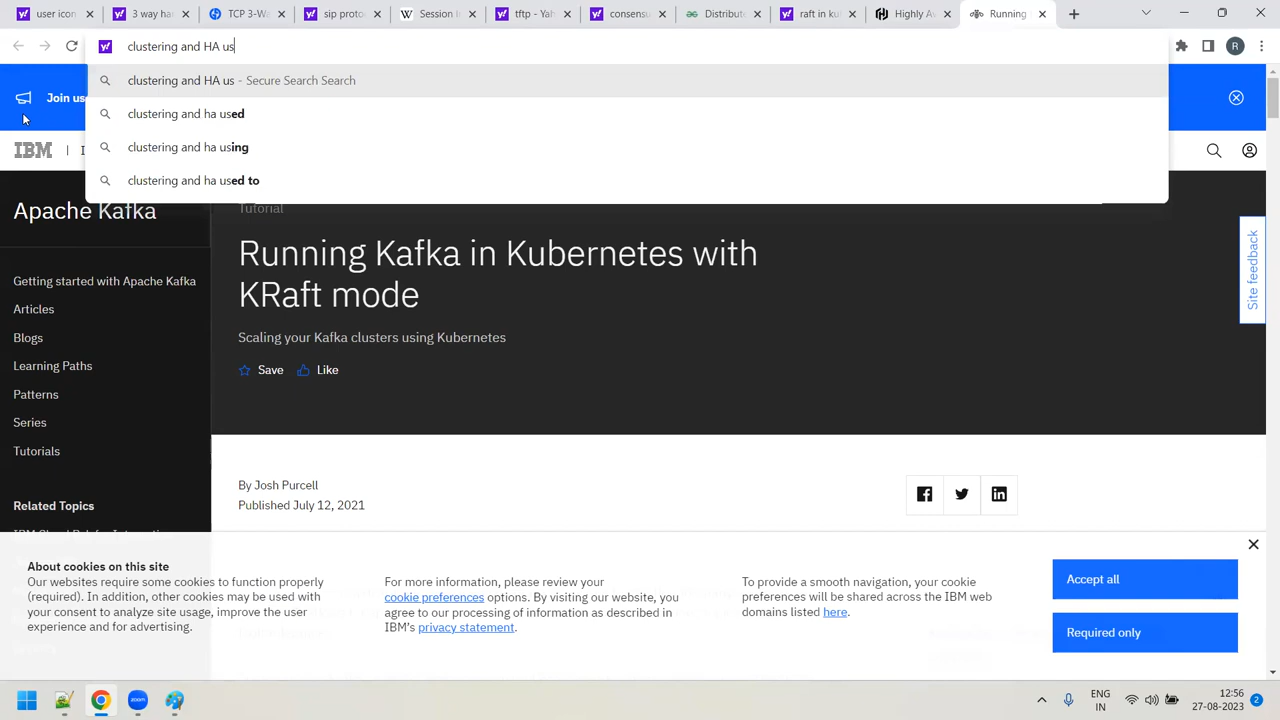 user icon
3 way han
TCP 3-W
sip proto
Session in
tftp - Yah
consensu
Distribute
raft in kub
Highly Av
Running
clustering and HA us
R
clustering and HA us - Secure Search Search
clustering and ha used
clustering and ha using
clustering and ha used to
Join us
IBM
Apache Kafka
Tutorial
Running Kafka in Kubernetes with
KRaft mode
Scaling your Kafka clusters using Kubernetes
Save
Like
Site feedback
Getting started with Apache Kafka
Articles
Blogs
Learning Paths
Patterns
Series
Tutorials
Related Topics
By Josh Purcell
Published July 12, 2021
About cookies on this site
Our websites require some cookies to function properly
(required). In addition, other cookies may be used with
your consent to analyze site usage, improve the user
experience and for advertising.
For more information, please review your
cookie preferences options. By visiting our website, you
agree to our processing of information as described in
IBM's privacy statement.
To provide a smooth navigation, your cookie
preferences will be shared across the IBM web
domains listed here.
Accept all
Required only
zoom
ENG
IN
12:56
27-08-2023
2